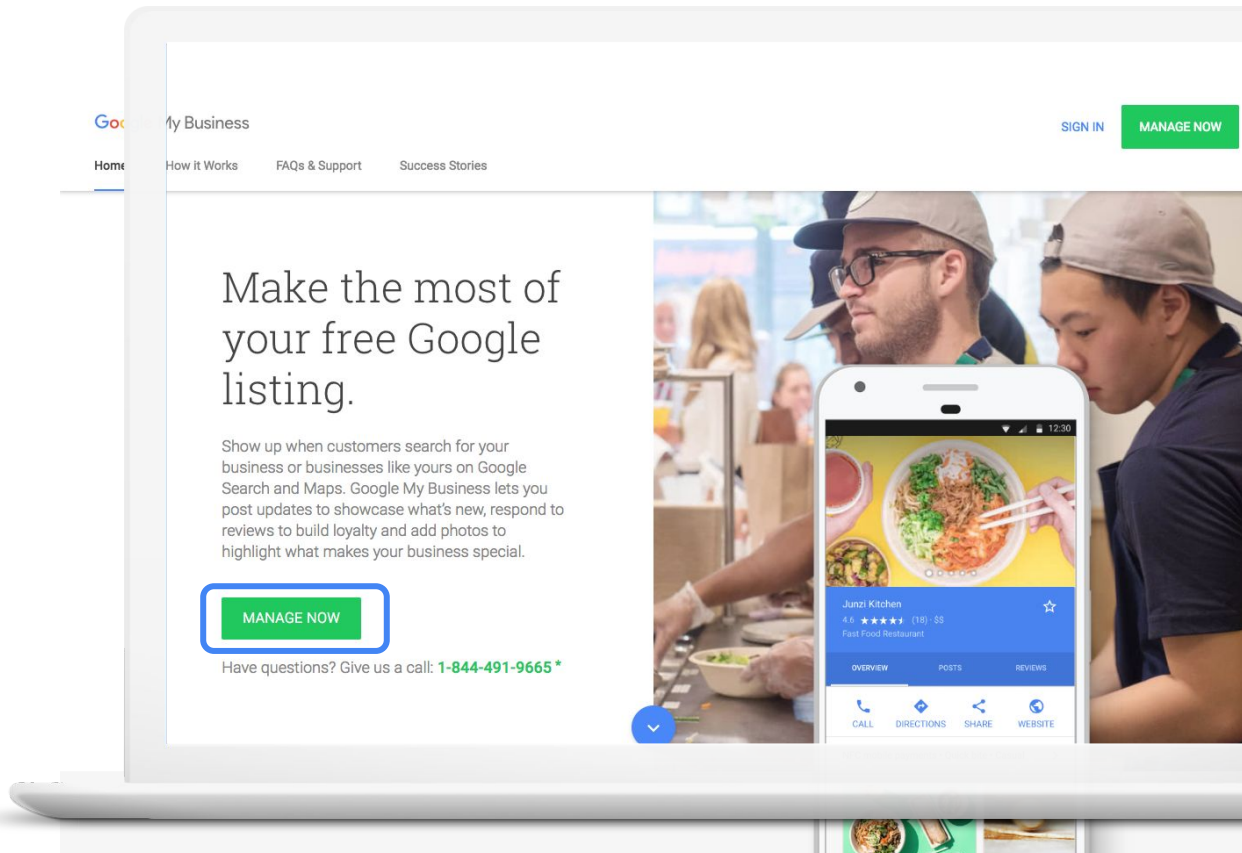 Goo My Business
SIGN IN
MANAGE NOW
Home
How it Works
FAQs & Support
Success Stories
Make the most of
your free Google
listing.
Show up when customers search for your
business or businesses like yours on Google
Search and Maps. Google My Business lets you
post updates to showcase what's new, respond to
reviews to build loyalty and add photos to
highlight what makes your business special.
MANAGE NOW
Have questions? Give us a call: 1-844-491-9665 *
12:30
Junzi Kitchen
4.6 ★★★★★ (18) · $$
Fast Food Restaurant
OVERVIEW
POSTS
REVIEWS
CALL
DIRECTIONS
SHARE
WEBSITE